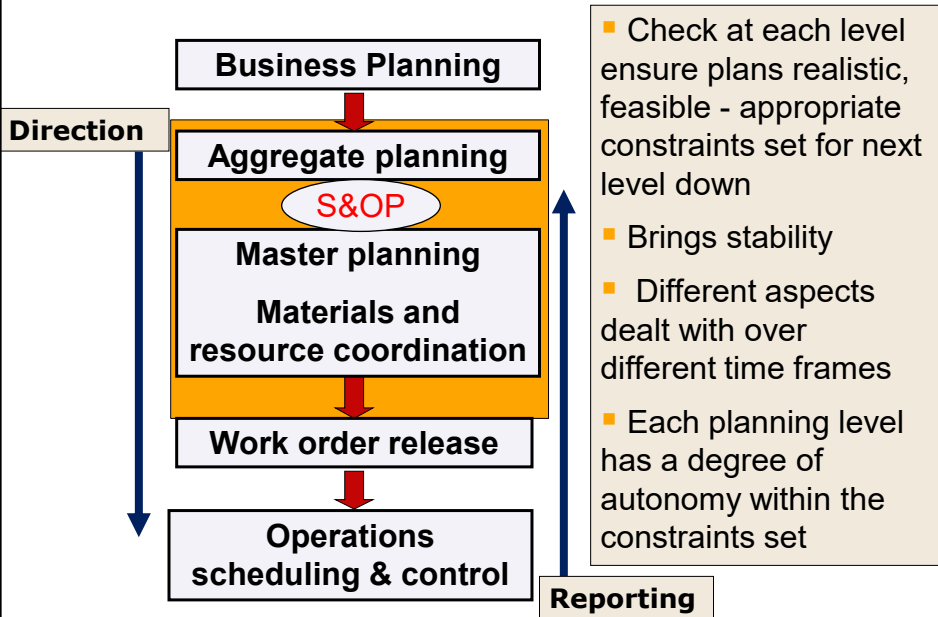 Business Planning
Direction
Aggregate planning
S&OP
Master planning
Materials and
resource coordination
Work order release
Operations
scheduling & control
Reporting
▪ Check at each level
ensure plans realistic,
feasible - appropriate
constraints set for next
level down
▪ Brings stability
▪ Different aspects
dealt with over
different time frames
▪ Each planning level
has a degree of
autonomy within the
constraints set